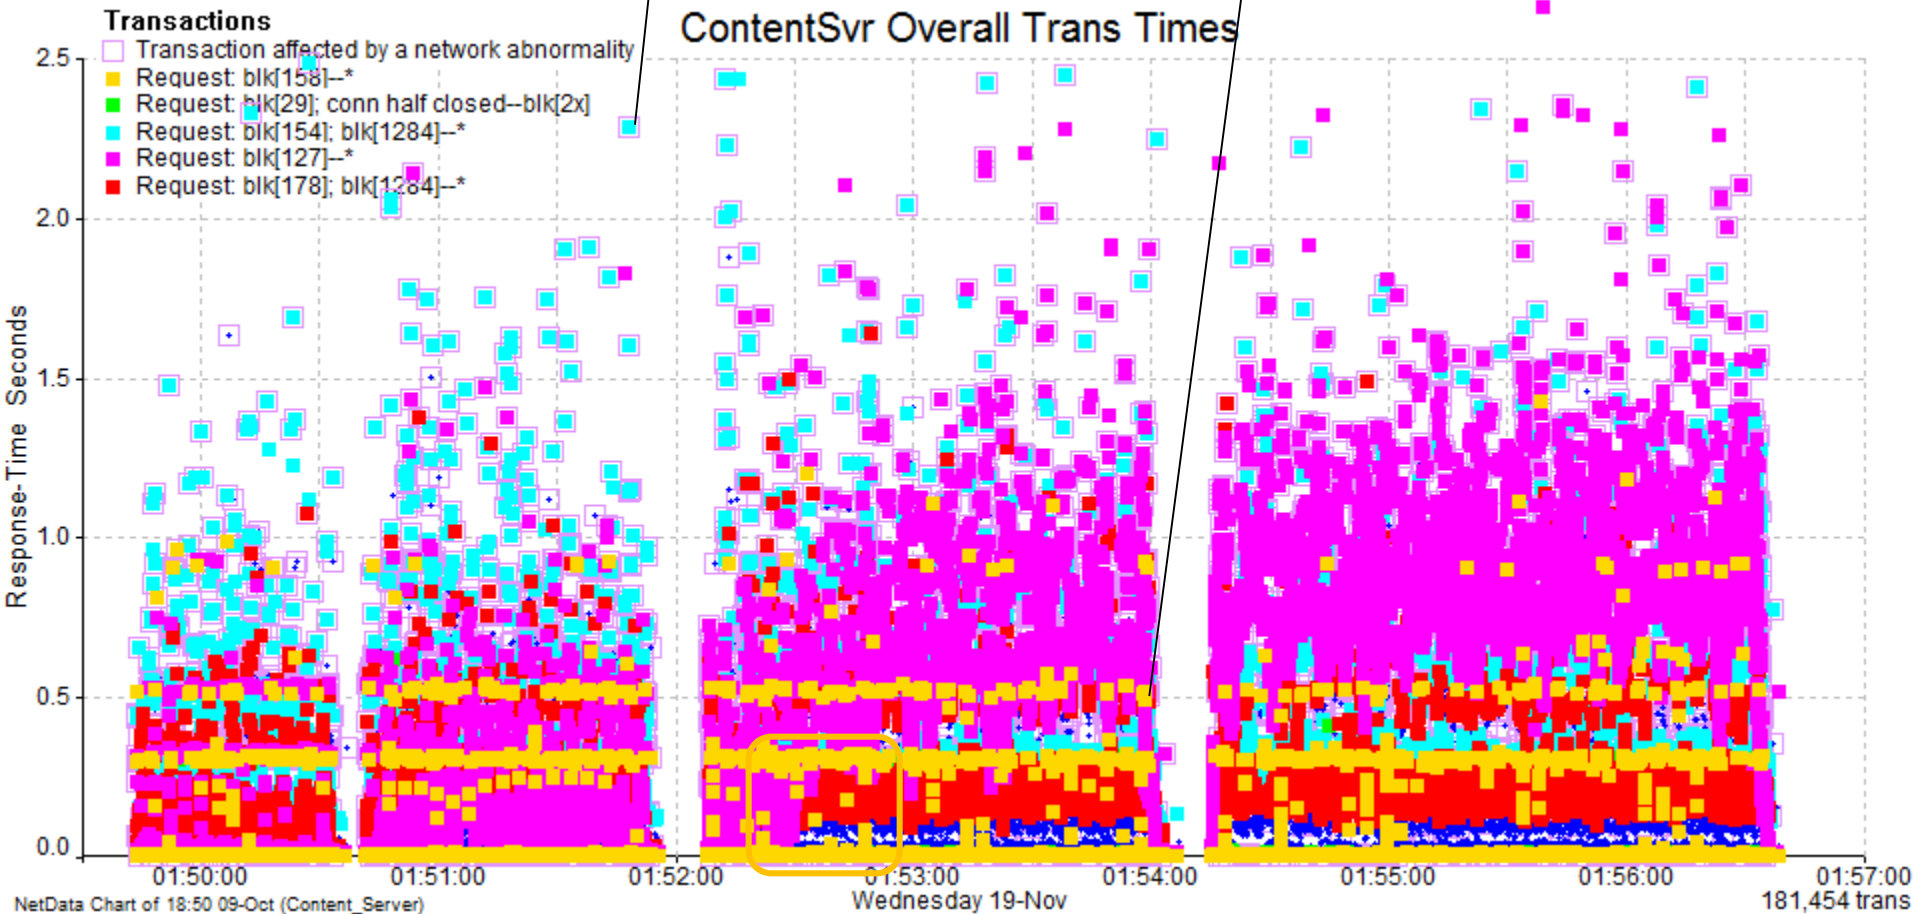 ContentSvr Overall Trans Times
Transactions
Transaction affected by a network abnormality
Request: blk[158]--*
Request: blk[29]; conn half closed--blk[2x]
Request: blk[154]; blk[1284]--*
Request: blk[127]--*
Request: blk[178]; blk[1284]--*
Response-Time Seconds
2.5
2.0
1.5
1.0
0.5
0.0
01:50:00 01:51:00 01:52:00 01:53:00 01:54:00 01:55:00 01:56:00 01:57:00
NetData Chart of 18:50 09-Oct (Content_Server) Wednesday 19-Nov 181,454 trans